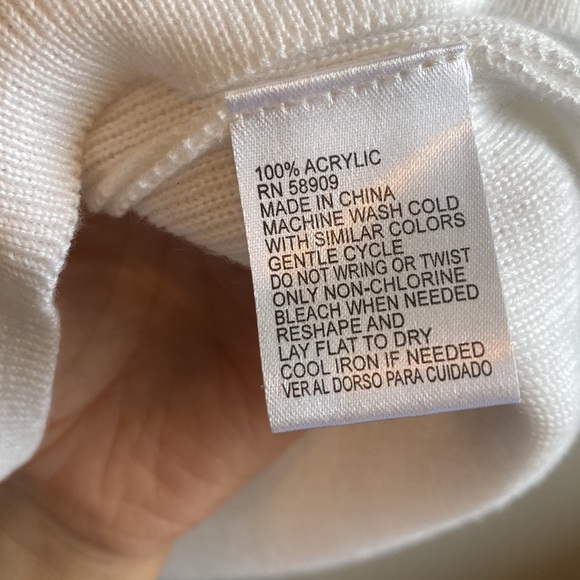 100% ACRYLIC
RN 58909
MADE IN CHINA
MACHINE WASH COLD
WITH SIMILAR COLORS
GENTLE CYCLE
DO NOT WRING OR TWIST
ONLY NON-CHLORINE
BLEACH WHEN NEEDED
RESHAPE AND
LAY FLAT TO DRY
COOL IRON IF NEEDED
VER AL DORSO PARA CUIDADO